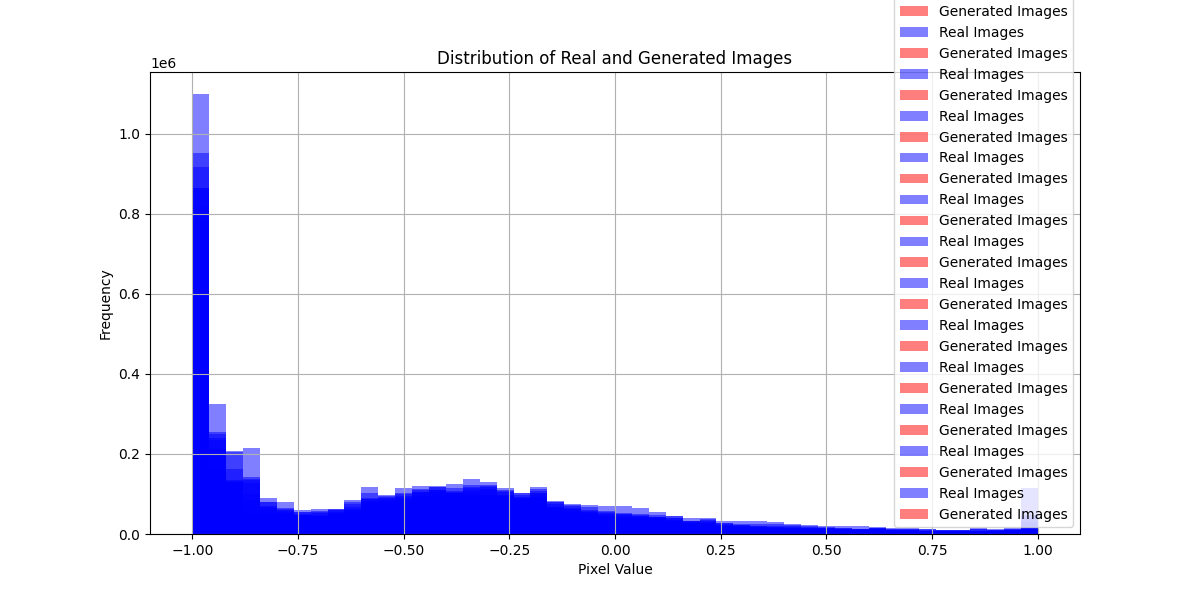 Distribution of Real and Generated Images
1e6
1.0
0.8
0.6
0.4
0.2
0.0
Frequency
−1.00
−0.75
−0.50
−0.25
0.00
0.25
0.50
0.75
1.00
Pixel Value
Generated Images
Real Images
Generated Images
Real Images
Generated Images
Real Images
Generated Images
Real Images
Generated Images
Real Images
Generated Images
Real Images
Generated Images
Real Images
Generated Images
Real Images
Generated Images
Real Images
Generated Images
Real Images
Generated Images
Real Images
Generated Images
Real Images
Generated Images